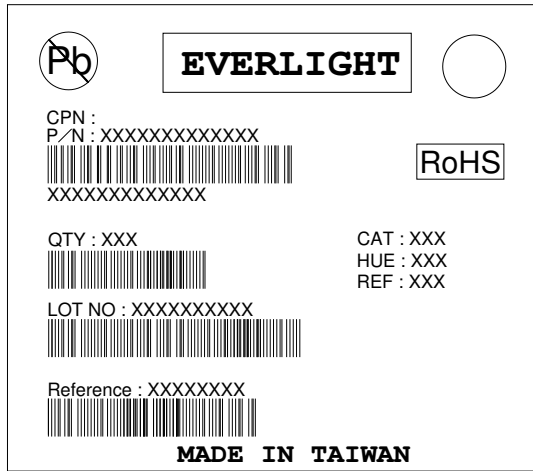 Pb
EVERLIGHT
CPN :
P/N : XXXXXXXXXXXXX
RoHS
XXXXXXXXXXXXX
QTY : XXX
CAT : XXX
HUE : XXX
REF : XXX
LOT NO : XXXXXXXXXX
Reference : XXXXXXXX
MADE IN TAIWAN